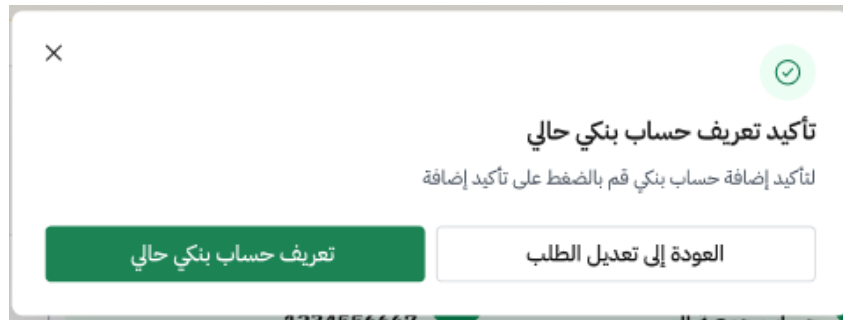 تأكيد تعريف حساب بنكي حالي
لتأكيد إضافة حساب بنكي قم بالضغط على تأكيد إضافة
العودة إلى تعديل الطلب
تعريف حساب بنكي حالي